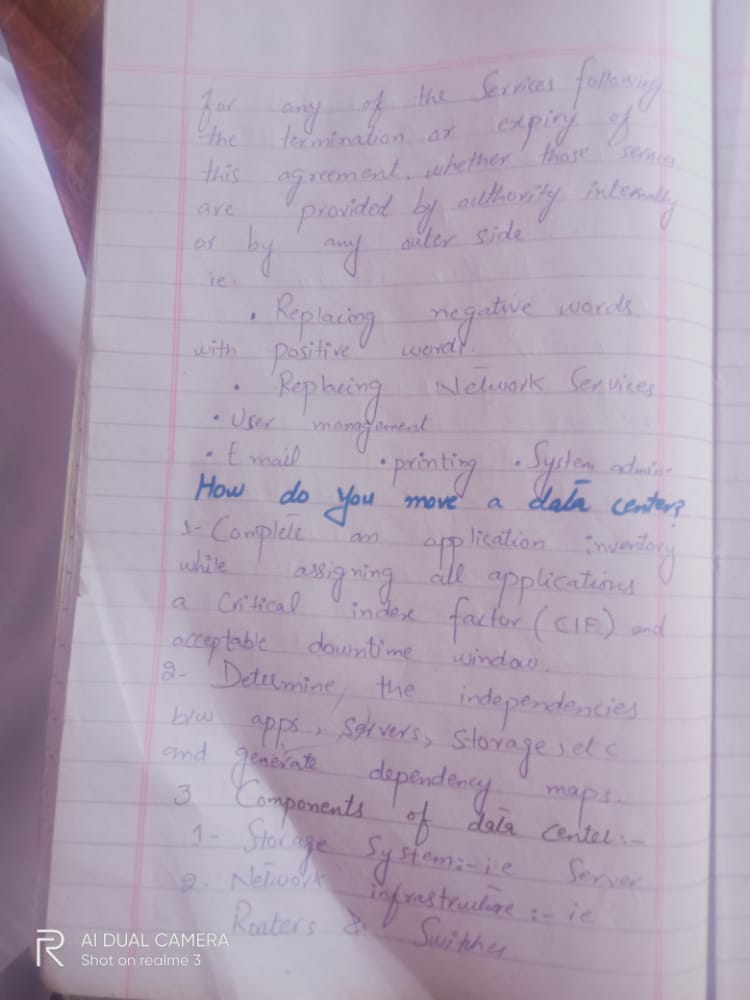 for any of the Services following
the termination or expiry of
this agreement, whether those services
are provided by authority internally
or by any outer side
ie.
• Replacing negative words
with positive words.
• Replacing Network Services
• User management
• Email • printing • System admin
How do you move a data center?
1- Complete an application inventory
while assigning all applications
a Critical index factor (CIF) and
acceptable downtime window.
2- Determine the independencies
b/w apps, servers, storage, etc
and generate dependency maps.
3 Components of data center:-
1- Storage System:- i.e Server
2. Network infrastructure :- ie
Routers & Switches
R
AI DUAL CAMERA
Shot on realme 3